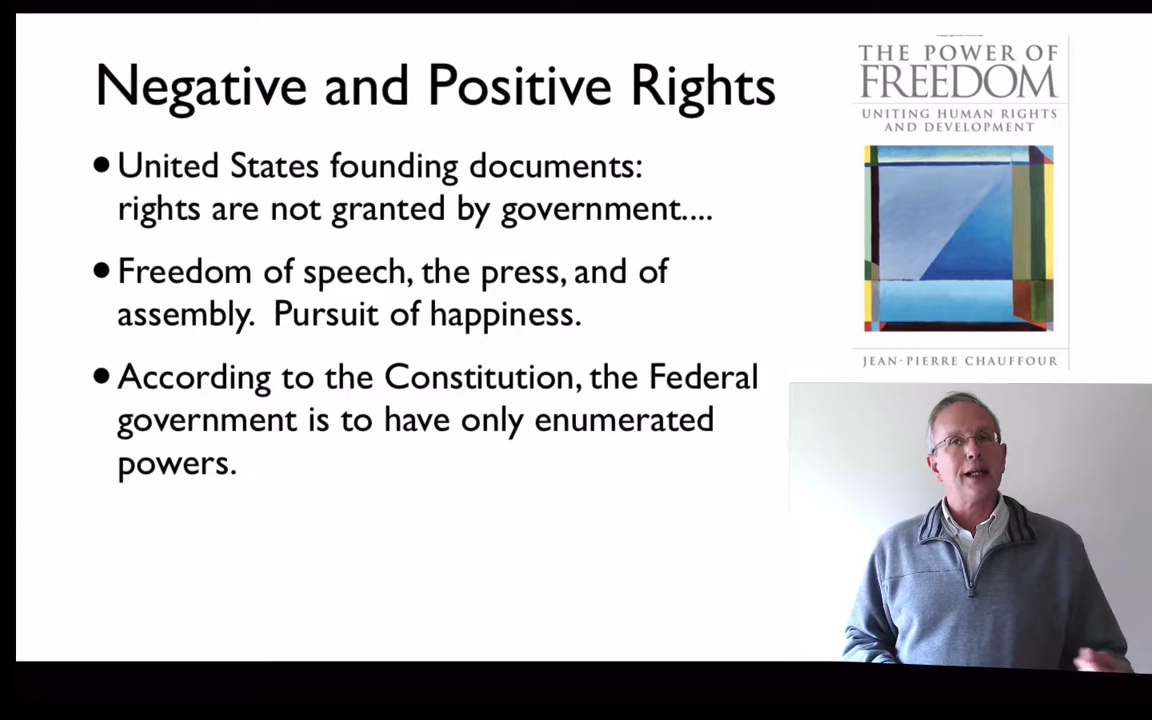 Negative and Positive Rights
• United States founding documents:
rights are not granted by government....
• Freedom of speech, the press, and of
assembly. Pursuit of happiness.
• According to the Constitution, the Federal
government is to have only enumerated
powers.
THE POWER OF
FREEDOM
UNITING HUMAN RIGHTS
AND DEVELOPMENT
JEAN-PIERRE CHAUFFOUR